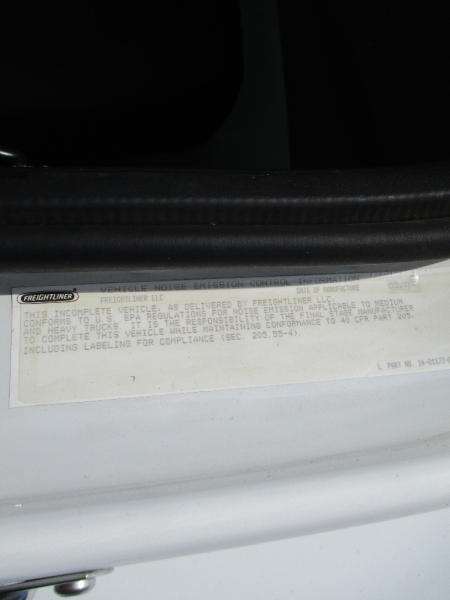 VEHICLE NOISE EMISSION CONTROL INFORMATION
FREIGHTLINER FREIGHTLINER LLC DATE OF MANUFACTURE
THIS INCOMPLETE VEHICLE, AS DELIVERED BY FREIGHTLINER LLC,
CONFORMS TO U.S. EPA REGULATIONS FOR NOISE EMISSION APPLICABLE TO MEDIUM
AND HEAVY TRUCKS. IT IS THE RESPONSIBILITY OF THE FINAL STAGE MANUFACTURER
TO COMPLETE THIS VEHICLE WHILE MAINTAINING CONFORMANCE TO 40 CFR PART 205,
INCLUDING LABELING FOR COMPLIANCE (SEC. 205.55-4).
PART NO.